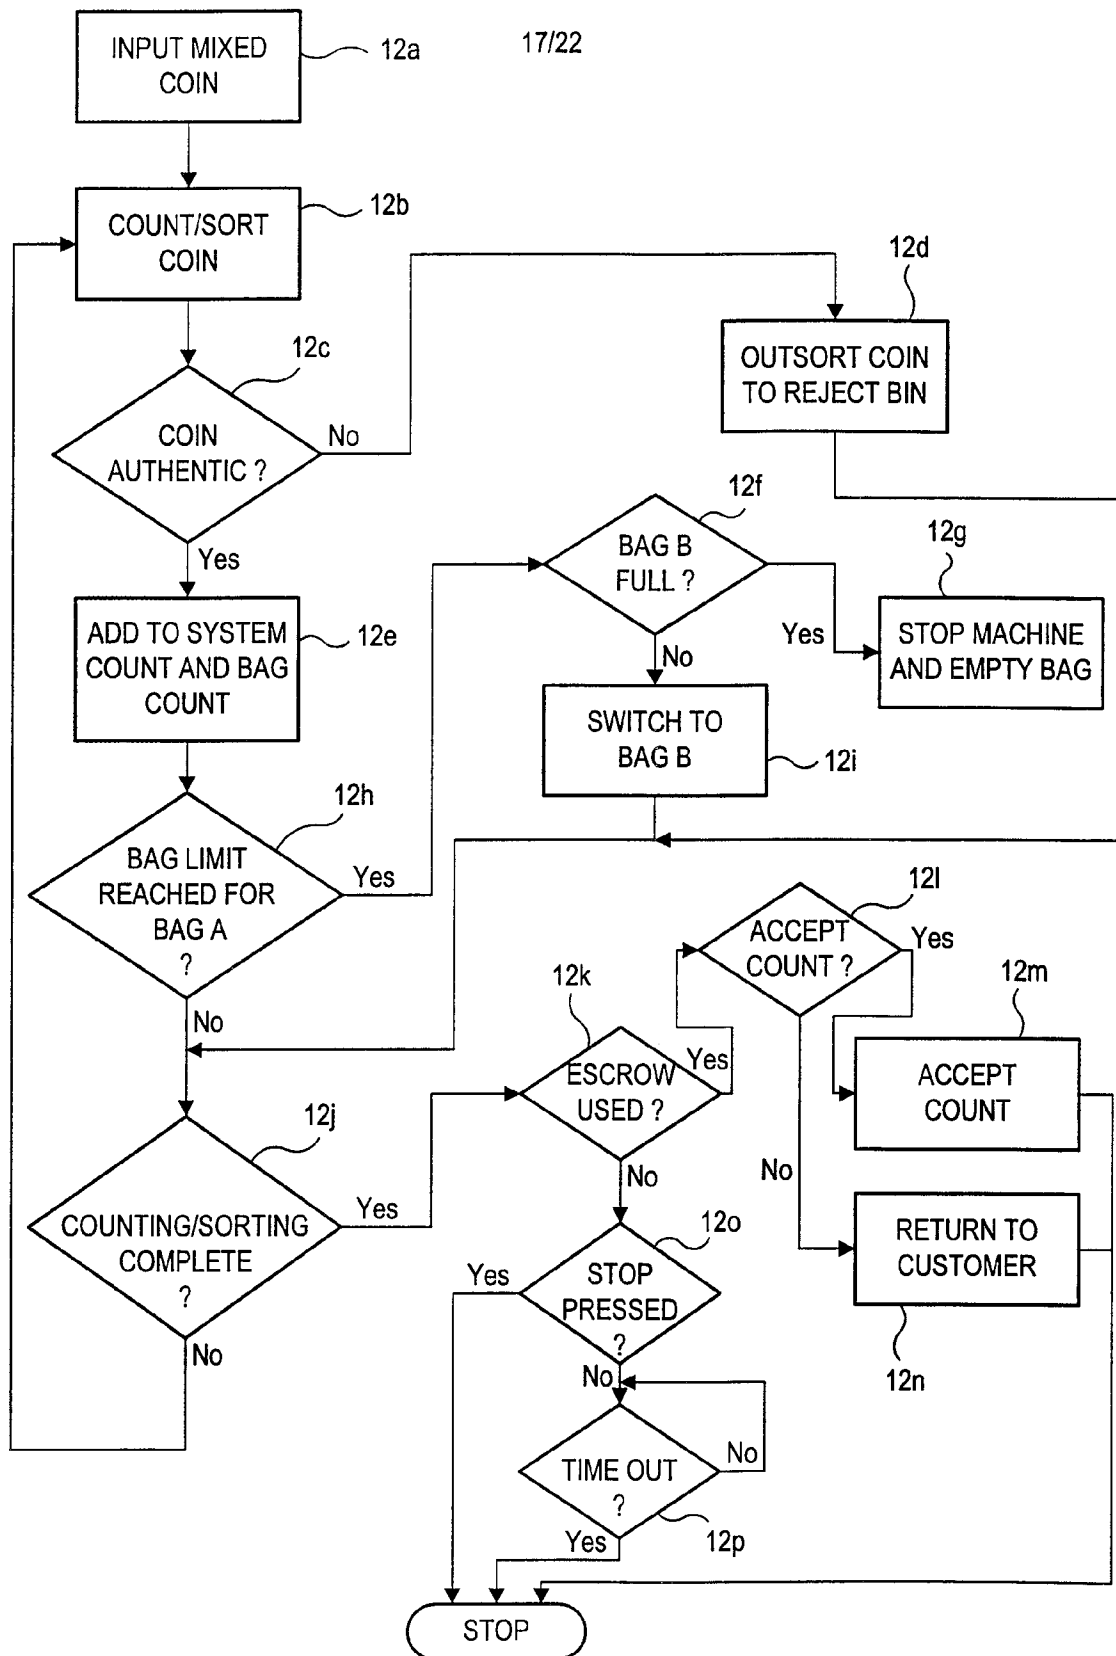 17/22
INPUT MIXED
COIN
12a
COUNT/SORT
COIN
12b
COIN
AUTHENTIC ?
12c
No
Yes
OUTSORT COIN
TO REJECT BIN
12d
ADD TO SYSTEM
COUNT AND BAG
COUNT
12e
BAG B
FULL ?
12f
Yes
No
STOP MACHINE
AND EMPTY BAG
12g
SWITCH TO
BAG B
12i
BAG LIMIT
REACHED FOR
BAG A
?
12h
Yes
No
COUNTING/SORTING
COMPLETE
?
12j
Yes
No
ESCROW
USED ?
12k
Yes
No
ACCEPT
COUNT ?
12l
Yes
No
ACCEPT
COUNT
12m
RETURN TO
CUSTOMER
12n
STOP
PRESSED
?
12o
Yes
No
TIME OUT
?
12p
No
Yes
STOP